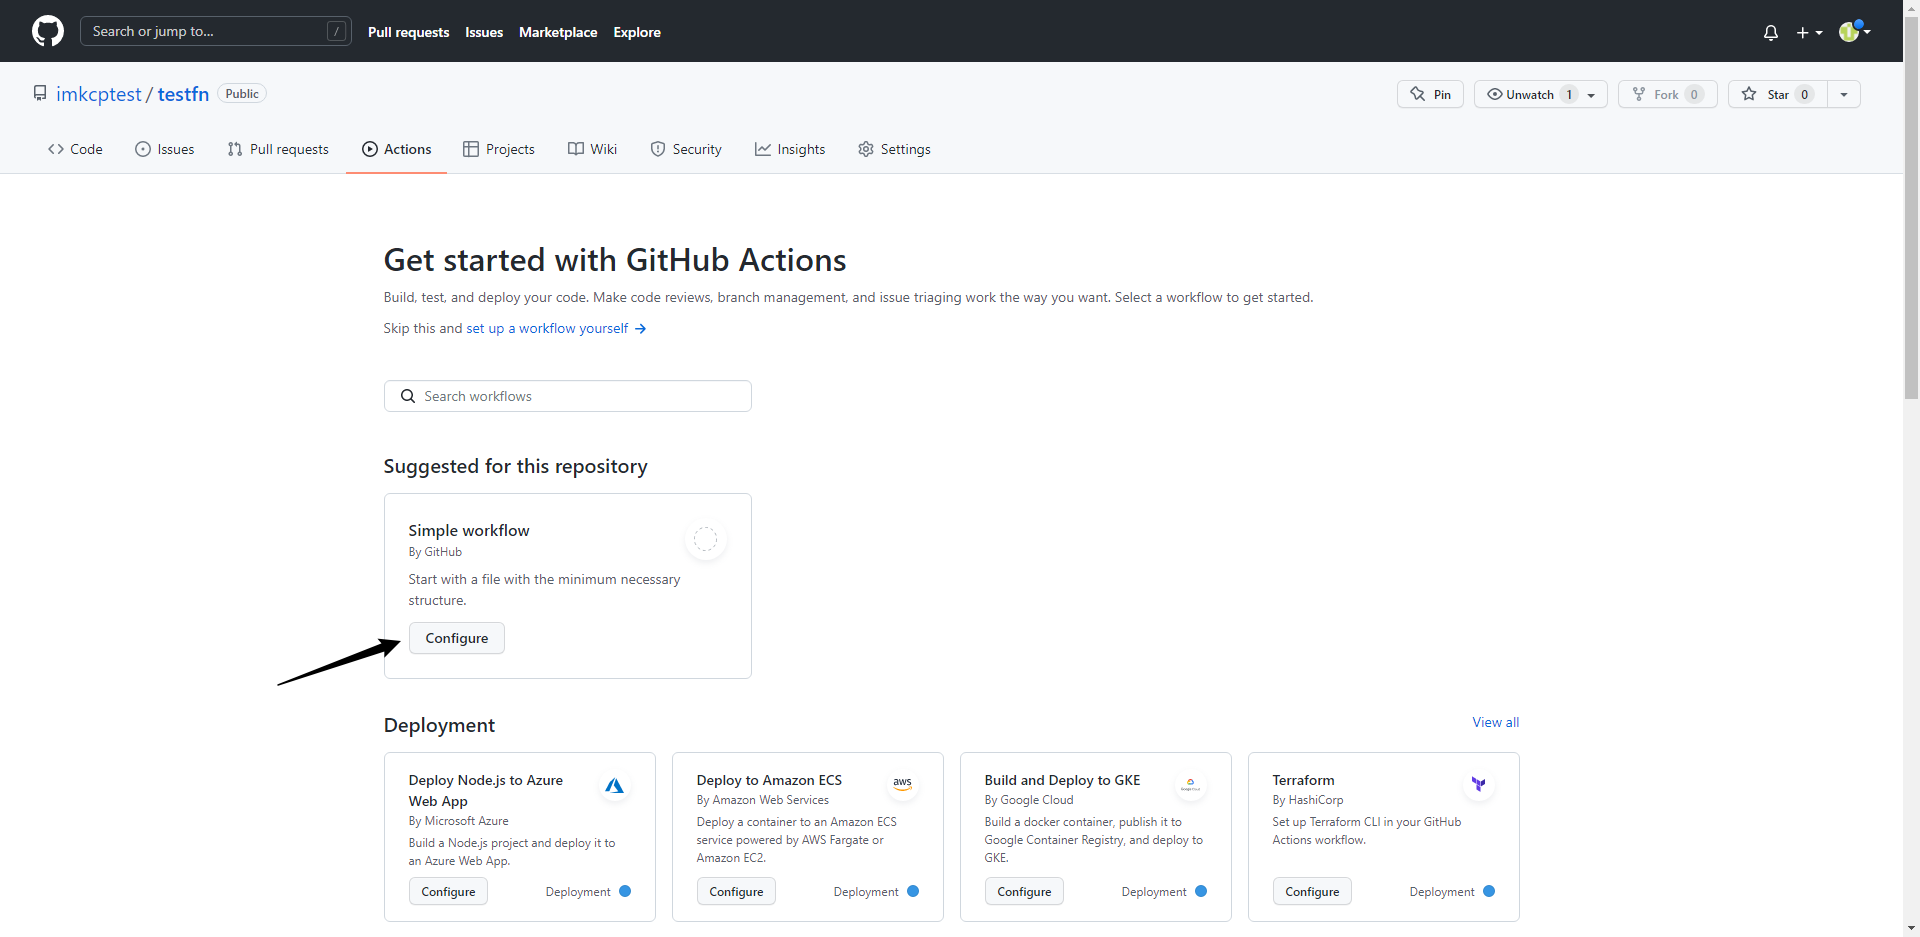 Search or jump to... /
Pull requests Issues Marketplace Explore
imkcptest / testfn Public
Pin Unwatch 1 Fork 0 Star 0
Code Issues Pull requests Actions Projects Wiki Security Insights Settings
Get started with GitHub Actions
Build, test, and deploy your code. Make code reviews, branch management, and issue triaging work the way you want. Select a workflow to get started.
Skip this and set up a workflow yourself →
Search workflows
Suggested for this repository
Simple workflow
By GitHub
Start with a file with the minimum necessary
structure.
Configure
Deployment View all
Deploy Node.js to Azure
Web App
By Microsoft Azure
Build a Node.js project and deploy it to
an Azure Web App.
Configure Deployment
Deploy to Amazon ECS
aws
By Amazon Web Services
Deploy a container to an Amazon ECS
service powered by AWS Fargate or
Amazon EC2.
Configure Deployment
Build and Deploy to GKE
By Google Cloud
Build a docker container, publish it to
Google Container Registry, and deploy to
GKE.
Configure Deployment
Terraform
By HashiCorp
Set up Terraform CLI in your GitHub
Actions workflow.
Configure Deployment